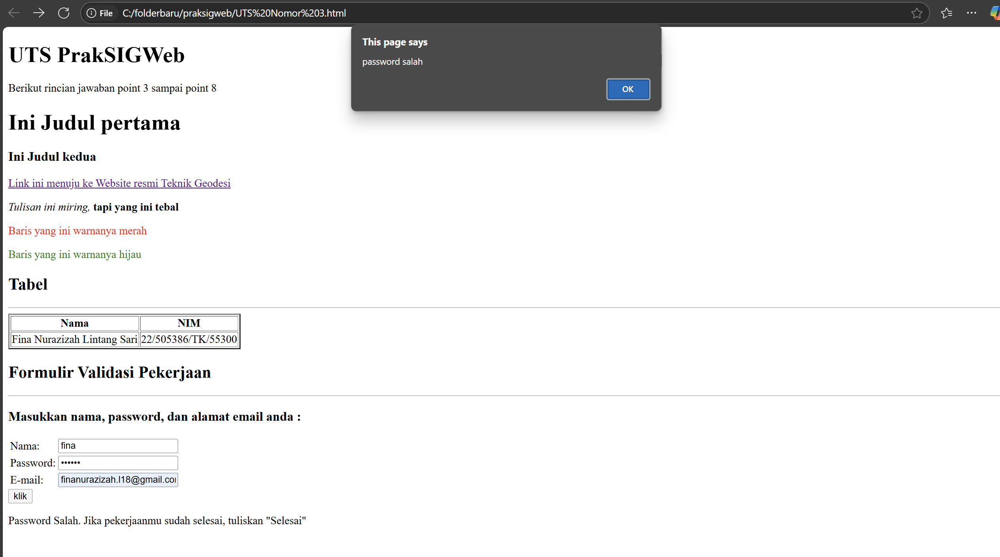 File C:/folderbaru/praksigweb/UTS%20Nomor%203.html
This page says
password salah
OK
UTS PrakSIGWeb
Berikut rincian jawaban point 3 sampai point 8
Ini Judul pertama
Ini Judul kedua
Link ini menuju ke Website resmi Teknik Geodesi
Tulisan ini miring, tapi yang ini tebal
Baris yang ini warnanya merah
Baris yang ini warnanya hijau
Tabel
Nama NIM
Fina Nurazizah Lintang Sari 22/505386/TK/55300
Formulir Validasi Pekerjaan
Masukkan nama, password, dan alamat email anda :
Nama: fina
Password: ••••••
E-mail: finanurazizah.l18@gmail.co
klik
Password Salah. Jika pekerjaanmu sudah selesai, tuliskan "Selesai"